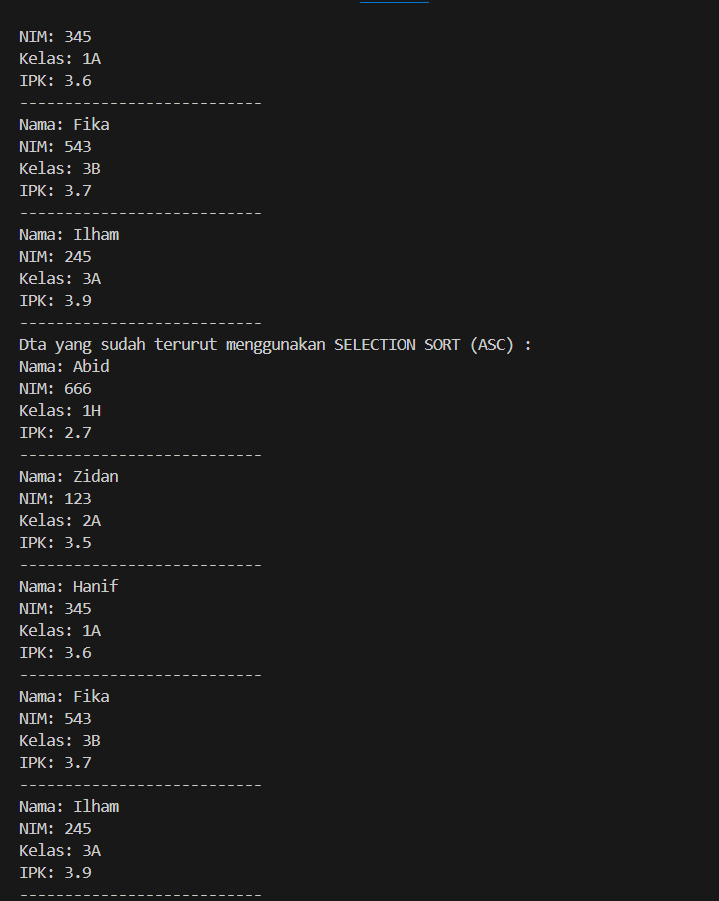 NIM: 345
Kelas: 1A
IPK: 3.6
---------------------------
Nama: Fika
NIM: 543
Kelas: 3B
IPK: 3.7
---------------------------
Nama: Ilham
NIM: 245
Kelas: 3A
IPK: 3.9
---------------------------
Dta yang sudah terurut menggunakan SELECTION SORT (ASC) :
Nama: Abid
NIM: 666
Kelas: 1H
IPK: 2.7
---------------------------
Nama: Zidan
NIM: 123
Kelas: 2A
IPK: 3.5
---------------------------
Nama: Hanif
NIM: 345
Kelas: 1A
IPK: 3.6
---------------------------
Nama: Fika
NIM: 543
Kelas: 3B
IPK: 3.7
---------------------------
Nama: Ilham
NIM: 245
Kelas: 3A
IPK: 3.9
---------------------------